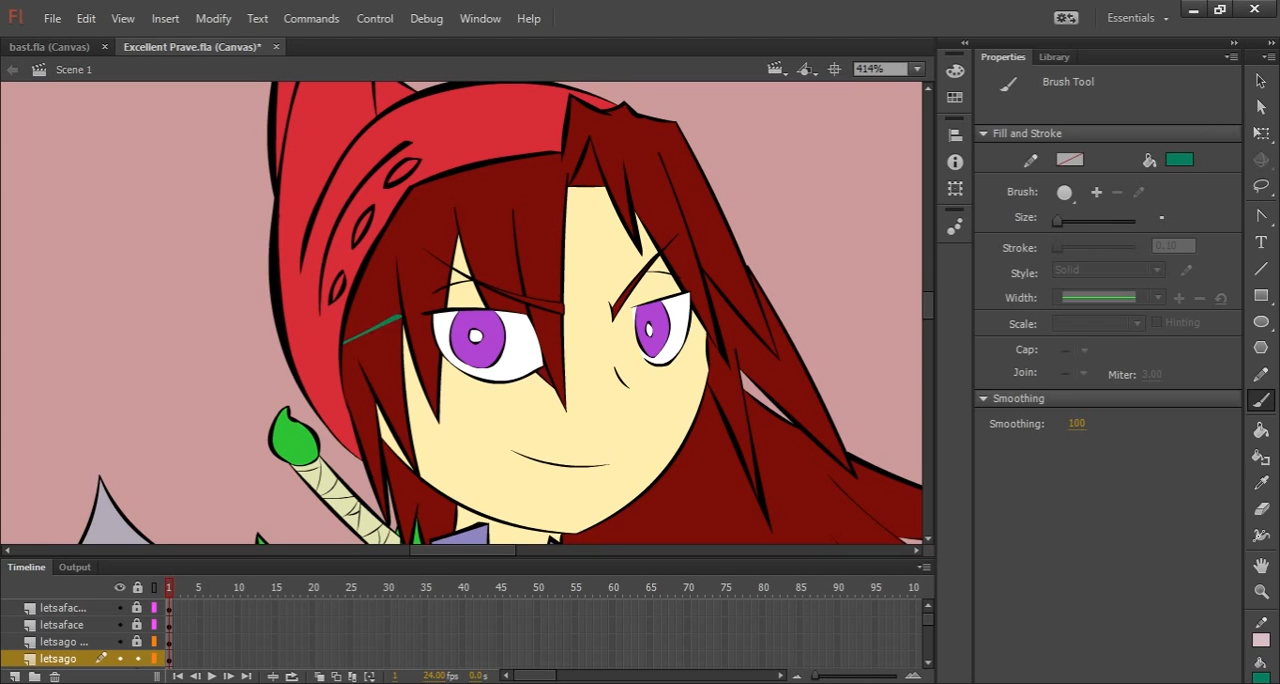 Fl File Edit View Insert Modify Text Commands Control Debug Window Help Essentials
bast.fla (Canvas) × Excellent Prave.fla (Canvas)* ×
Scene 1 414%
Properties Library
Brush Tool
Fill and Stroke
Brush:
Size:
Stroke: 0.10
Style: Solid
Width:
Scale: Hinting
Cap:
Join: Miter: 3.00
Smoothing
Smoothing: 100
Timeline Output
1 5 10 15 20 25 30 35 40 45 50 55 60 65 70 75 80 85 90 95 10
letsafac...
letsaface
letsago ...
letsago
1 24.00 fps 0.0 s